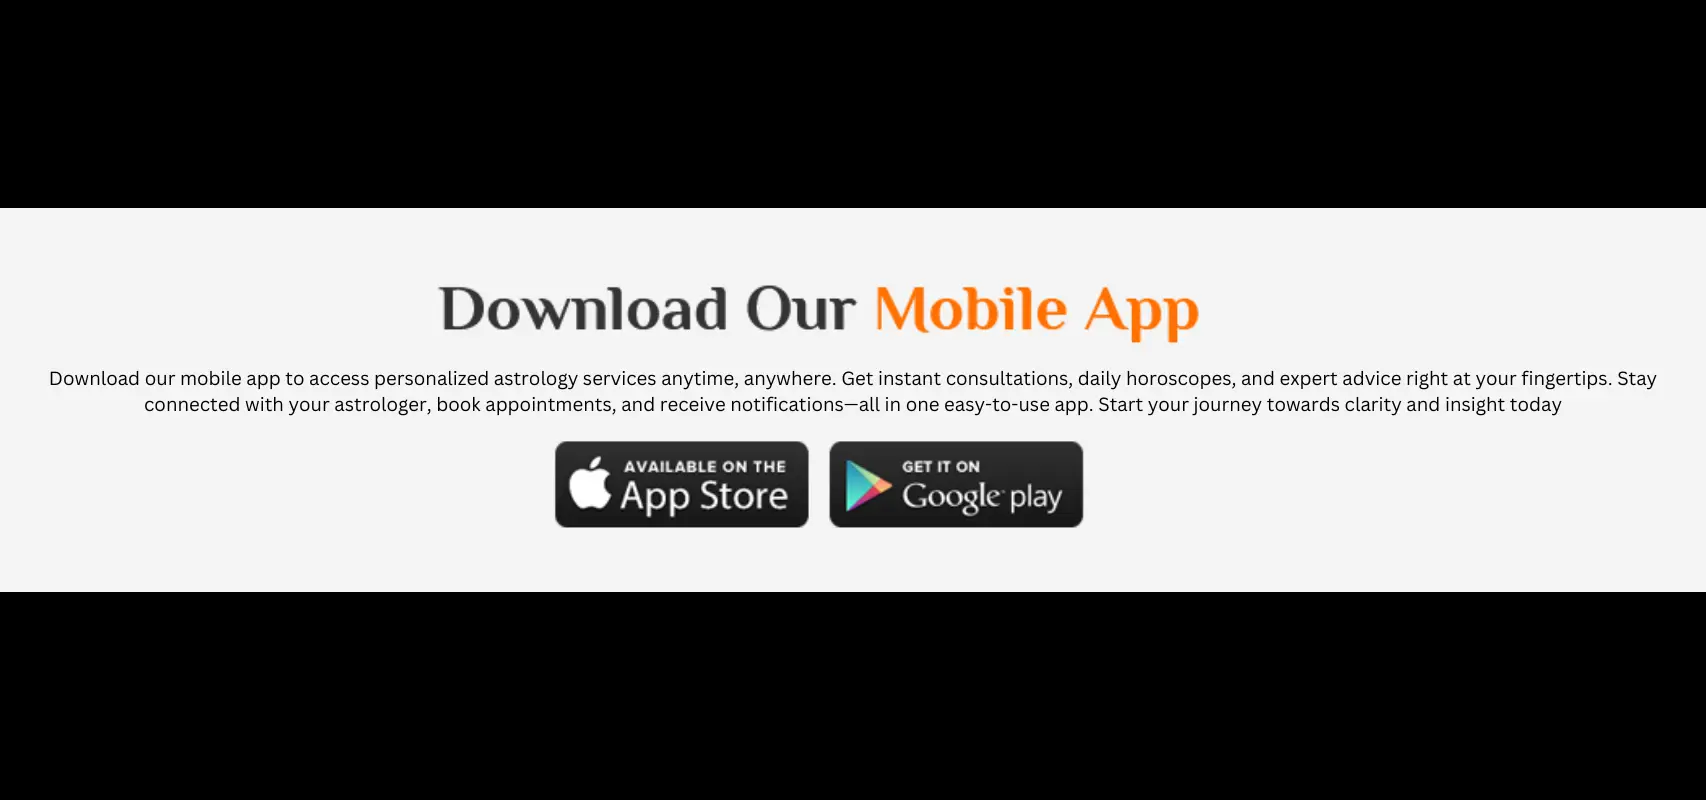 Download Our Mobile App
Download our mobile app to access personalized astrology services anytime, anywhere. Get instant consultations, daily horoscopes, and expert advice right at your fingertips. Stay
connected with your astrologer, book appointments, and receive notifications—all in one easy-to-use app. Start your journey towards clarity and insight today
AVAILABLE ON THE
App Store
GET IT ON
Google play